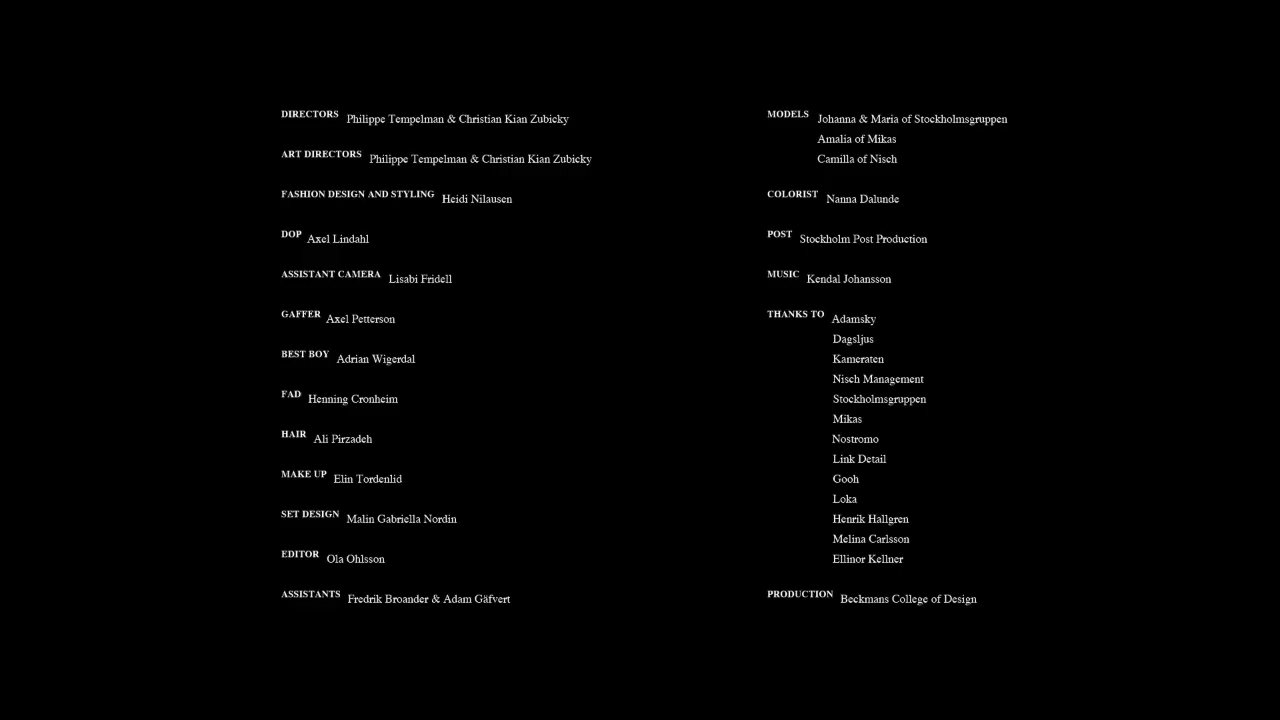 DIRECTORS Philippe Tempelman & Christian Kian Zubicky
ART DIRECTORS Philippe Tempelman & Christian Kian Zubicky
FASHION DESIGN AND STYLING Heidi Nilausen
DOP Axel Lindahl
ASSISTANT CAMERA Lisabi Fridell
GAFFER Axel Petterson
BEST BOY Adrian Wigerdal
FAD Henning Cronheim
HAIR Ali Pirzadeh
MAKE UP Elin Tordenlid
SET DESIGN Malin Gabriella Nordin
EDITOR Ola Ohlsson
ASSISTANTS Fredrik Broander & Adam Gäfvert
MODELS Johanna & Maria of Stockholmsgruppen
Amalia of Mikas
Camilla of Nisch
COLORIST Nanna Dalunde
POST Stockholm Post Production
MUSIC Kendal Johansson
THANKS TO Adamsky
Dagsljus
Kameraten
Nisch Management
Stockholmsgruppen
Mikas
Nostromo
Link Detail
Gooh
Loka
Henrik Hallgren
Melina Carlsson
Ellinor Kellner
PRODUCTION Beckmans College of Design